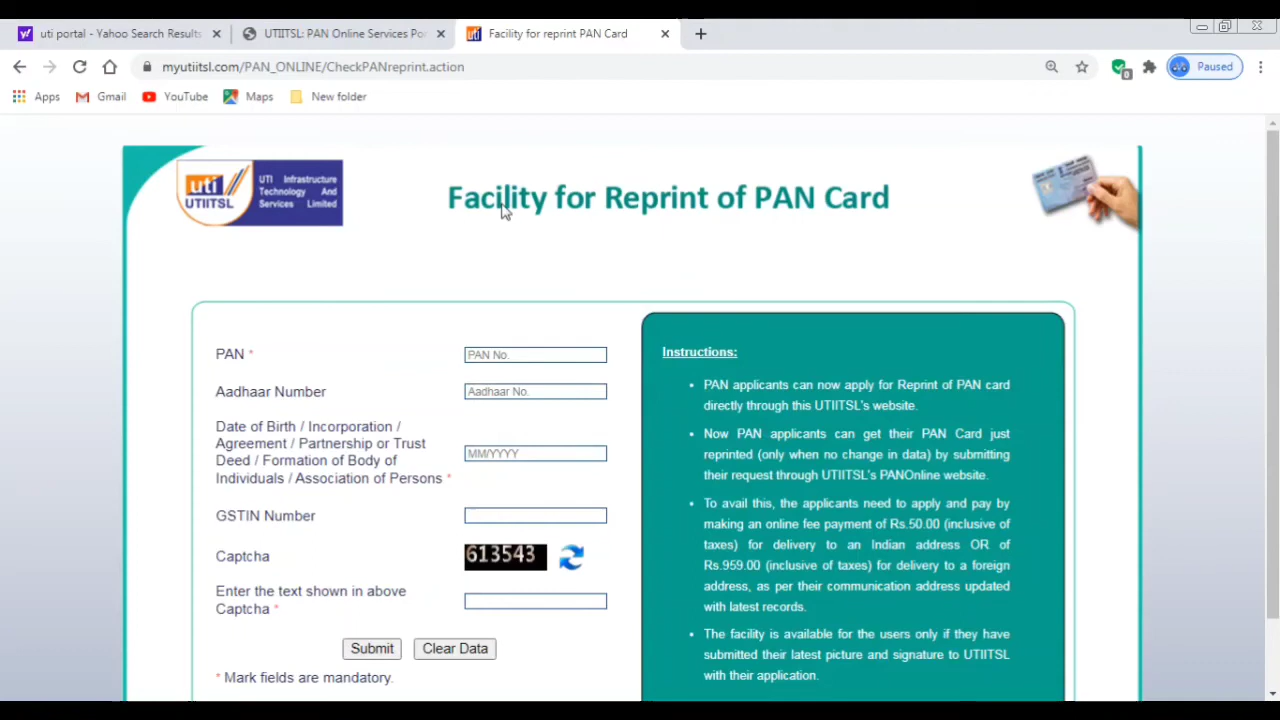 uti portal - Yahoo Search Results
UTIITSL: PAN Online Services Po
Facility for reprint PAN Card
myutiitsl.com/PAN_ONLINE/CheckPANreprint.action
Paused
Apps
Gmail
YouTube
Maps
New folder
uti
UTIITSL
UTI Infrastructure
Technology And
Services Limited
Facility for Reprint of PAN Card
PAN *
PAN No.
Aadhaar Number
Aadhaar No.
Date of Birth / Incorporation /
Agreement / Partnership or Trust
Deed / Formation of Body of
Individuals / Association of Persons *
MM/YYYY
GSTIN Number
Captcha
613543
Enter the text shown in above
Captcha *
Submit
Clear Data
* Mark fields are mandatory.
Instructions:
• PAN applicants can now apply for Reprint of PAN card
directly through this UTIITSL's website.
• Now PAN applicants can get their PAN Card just
reprinted (only when no change in data) by submitting
their request through UTIITSL's PANOnline website.
• To avail this, the applicants need to apply and pay by
making an online fee payment of Rs.50.00 (inclusive of
taxes) for delivery to an Indian address OR of
Rs.959.00 (inclusive of taxes) for delivery to a foreign
address, as per their communication address updated
with latest records.
• The facility is available for the users only if they have
submitted their latest picture and signature to UTIITSL
with their application.